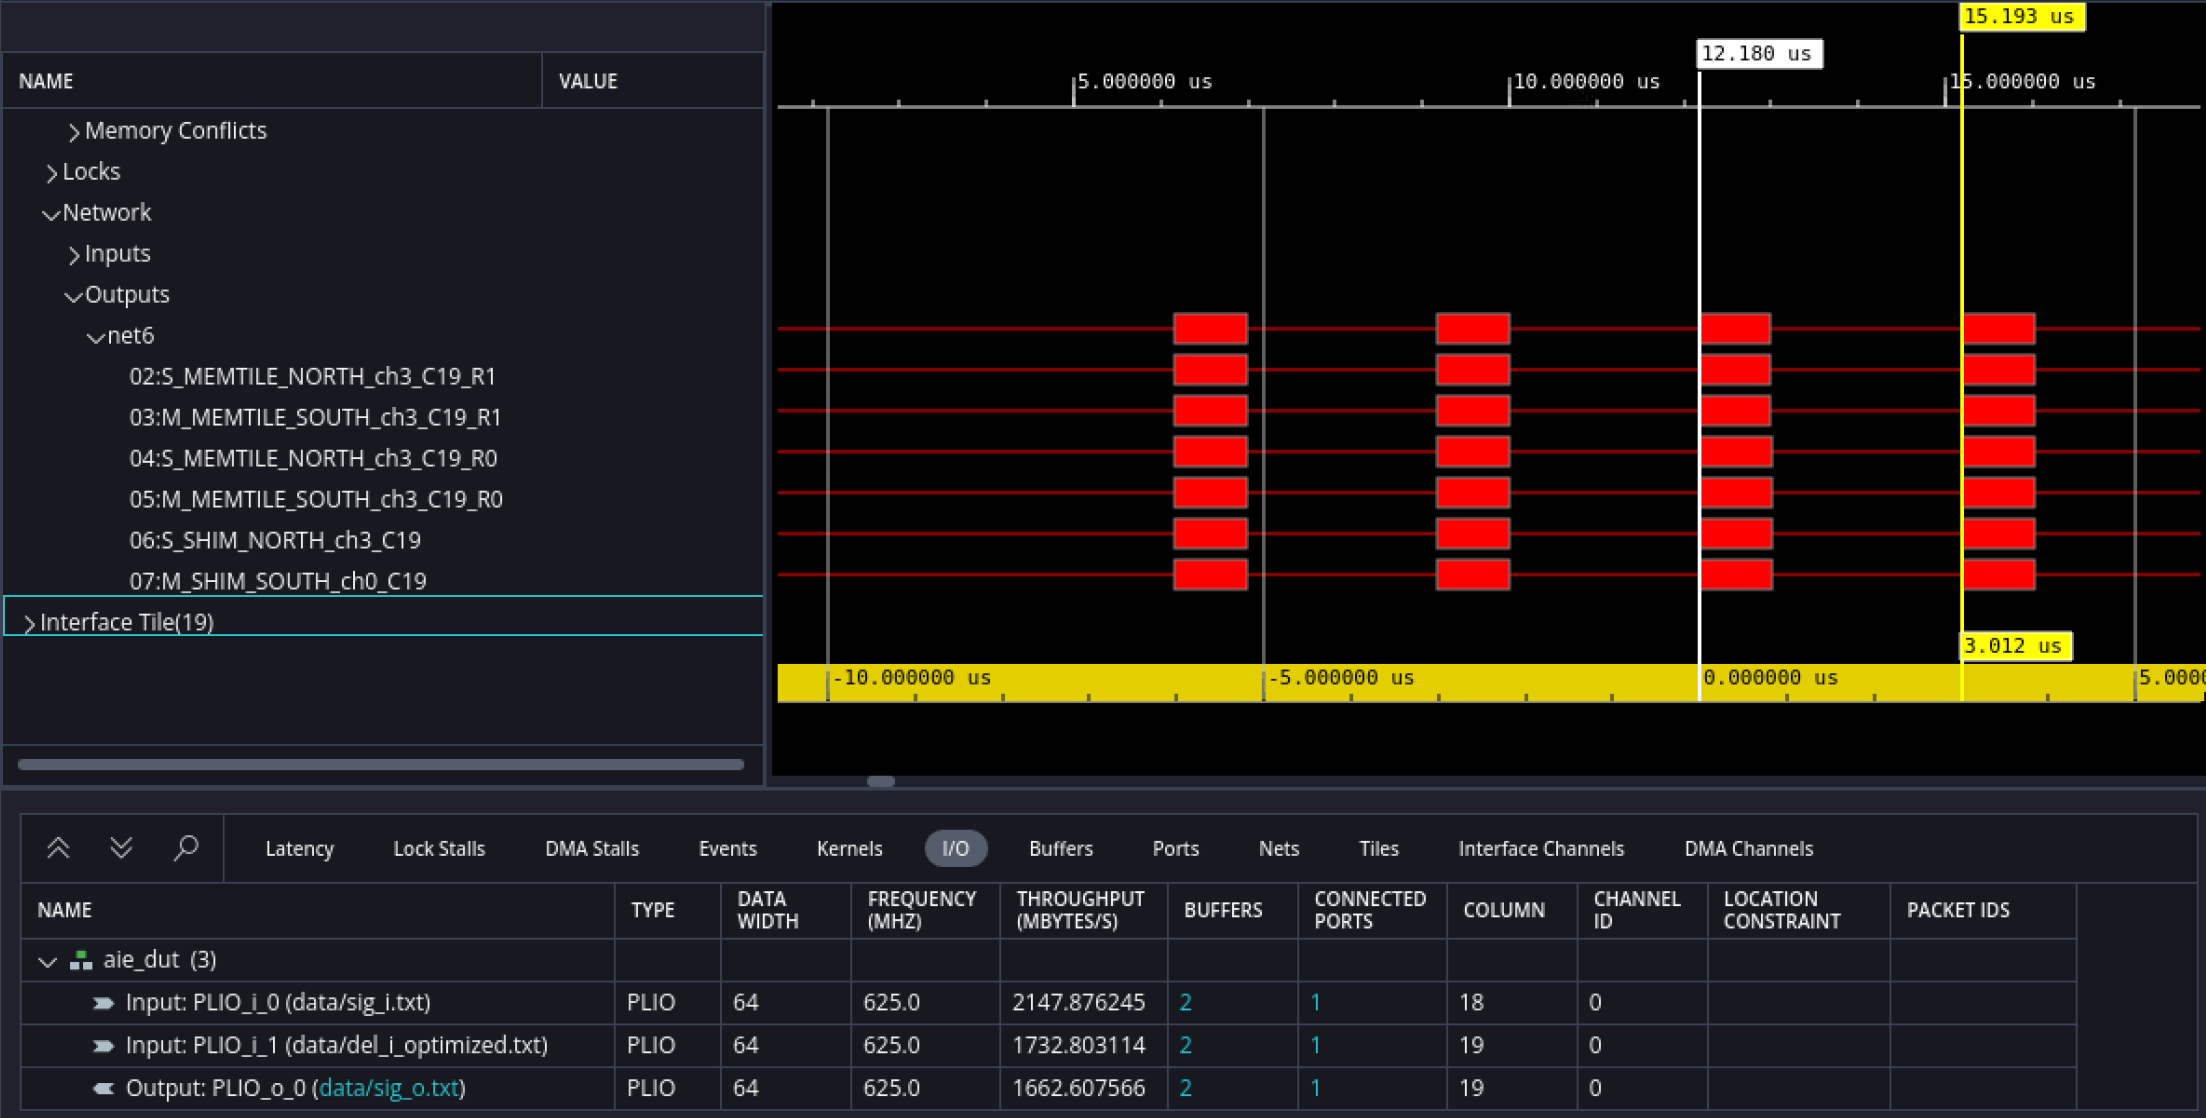 15.193 us
12.180 us
NAME VALUE
5.000000 us 10.000000 us 15.000000 us
Memory Conflicts
Locks
Network
Inputs
Outputs
net6
02:S_MEMTILE_NORTH_ch3_C19_R1
03:M_MEMTILE_SOUTH_ch3_C19_R1
04:S_MEMTILE_NORTH_ch3_C19_R0
05:M_MEMTILE_SOUTH_ch3_C19_R0
06:S_SHIM_NORTH_ch3_C19
07:M_SHIM_SOUTH_ch0_C19
Interface Tile(19)
3.012 us
-10.000000 us -5.000000 us 0.000000 us 5.0000
Latency Lock Stalls DMA Stalls Events Kernels I/O Buffers Ports Nets Tiles Interface Channels DMA Channels
NAME TYPE DATA WIDTH FREQUENCY (MHZ) THROUGHPUT (MBYTES/S) BUFFERS CONNECTED PORTS COLUMN CHANNEL ID LOCATION CONSTRAINT PACKET IDS
aie_dut (3)
Input: PLIO_i_0 (data/sig_i.txt) PLIO 64 625.0 2147.876245 2 1 18 0
Input: PLIO_i_1 (data/del_i_optimized.txt) PLIO 64 625.0 1732.803114 2 1 19 0
Output: PLIO_o_0 (data/sig_o.txt) PLIO 64 625.0 1662.607566 2 1 19 0